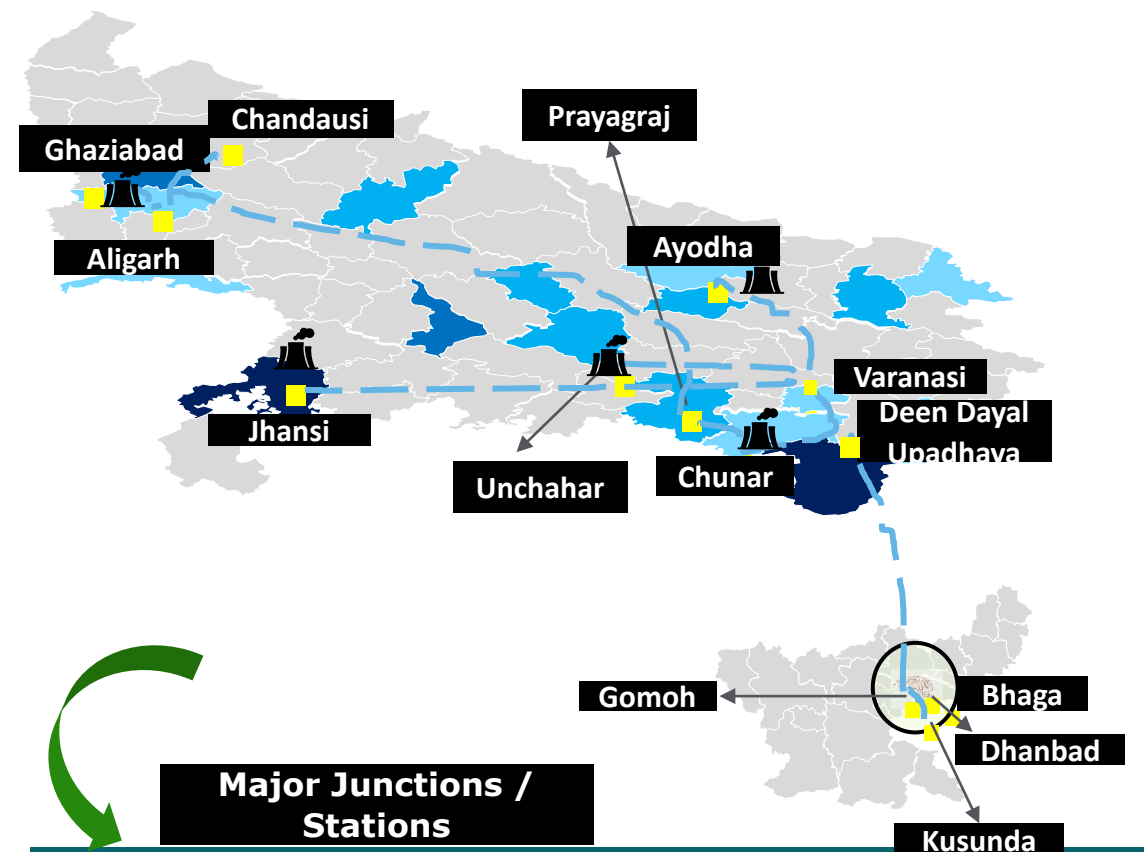 Chandausi
Prayagraj
Ghaziabad
Ayodha
Aligarh
Varanasi
Deen Dayal
Upadhaya
Jhansi
Chunar
Unchahar
Gomoh
Bhaga
Dhanbad
Major Junctions /
Stations
Kusunda